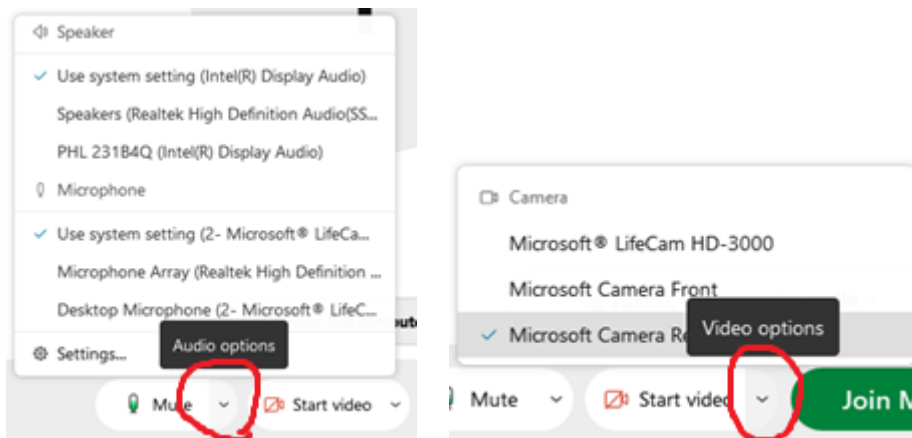 Speaker
Use system setting (Intel(R) Display Audio)
Speakers (Realtek High Definition Audio(SS...
PHL 231B4Q (Intel(R) Display Audio)
Microphone
Use system setting (2- Microsoft® LifeCa...
Microphone Array (Realtek High Definition ...
Desktop Microphone (2- Microsoft® LifeC...
Settings...
Audio options
Mute
Start video
Camera
Microsoft® LifeCam HD-3000
Microsoft Camera Front
Microsoft Camera Re
Video options
Mute
Start video
Join M